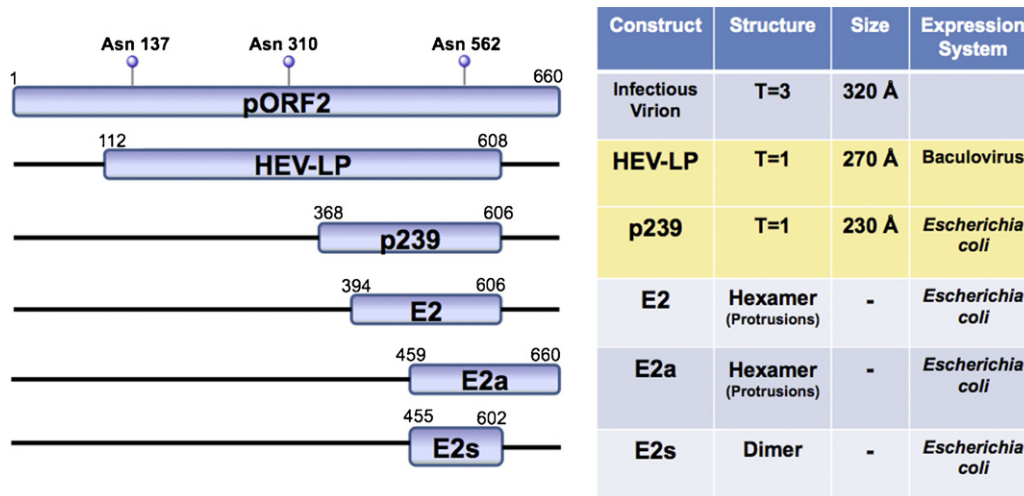 Asn 137 Asn 310 Asn 562
1 660
pORF2
112 608
HEV-LP
368 606
p239
394 606
E2
459 660
E2a
455 602
E2s
Construct Structure Size Expression
System
Infectious
Virion T=3 320 Å
HEV-LP T=1 270 Å Baculovirus
p239 T=1 230 Å Escherichia
coli
E2 Hexamer - Escherichia
(Protrusions) coli
E2a Hexamer - Escherichia
(Protrusions) coli
E2s Dimer - Escherichia
coli